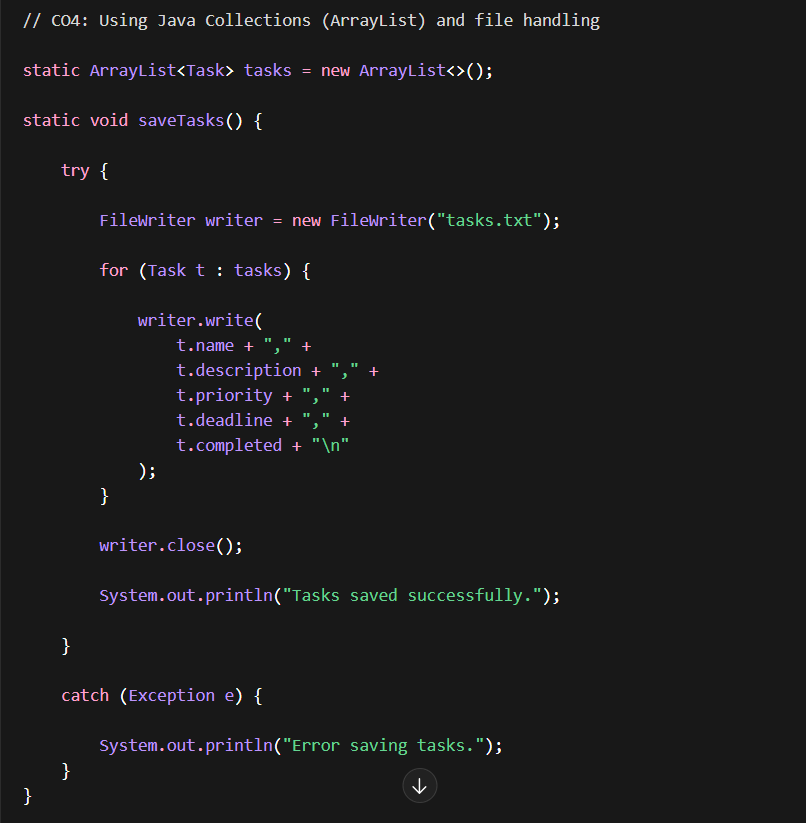 // CO4: Using Java Collections (ArrayList) and file handling
static ArrayList<Task> tasks = new ArrayList<>();
static void saveTasks() {
    try {
        FileWriter writer = new FileWriter("tasks.txt");
        for (Task t : tasks) {
            writer.write(
                t.name + "," +
                t.description + "," +
                t.priority + "," +
                t.deadline + "," +
                t.completed + "\n"
            );
        }
        writer.close();
        System.out.println("Tasks saved successfully.");
    }
    catch (Exception e) {
        System.out.println("Error saving tasks.");
    }
}